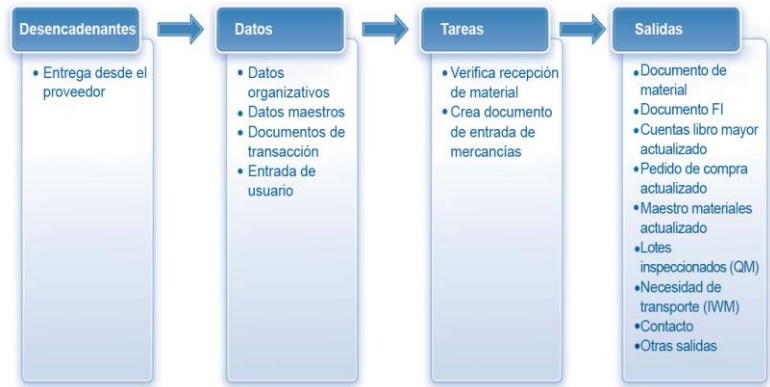 Desencadenantes
• Entrega desde el
proveedor
Datos
• Datos
organizativos
• Datos maestros
• Documentos de
transacción
• Entrada de
usuario
Tareas
• Verifica recepción
de material
• Crea documento
de entrada de
mercancías
Salidas
•Documento de
material
•Documento FI
•Cuentas libro mayor
actualizado
•Pedido de compra
actualizado
•Maestro materiales
actualizado
•Lotes
inspeccionados (QM)
•Necesidad de
transporte (IWM)
•Contacto
•Otras salidas